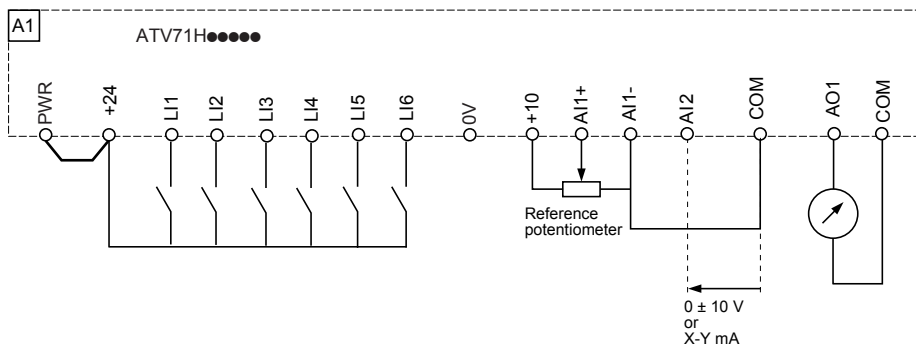 A1
ATV71H●●●●●
PWR
+24
LI1
LI2
LI3
LI4
LI5
LI6
0V
+10
AI1+
AI1-
AI2
COM
AO1
COM
Reference
potentiometer
0 ± 10 V
or
X-Y mA